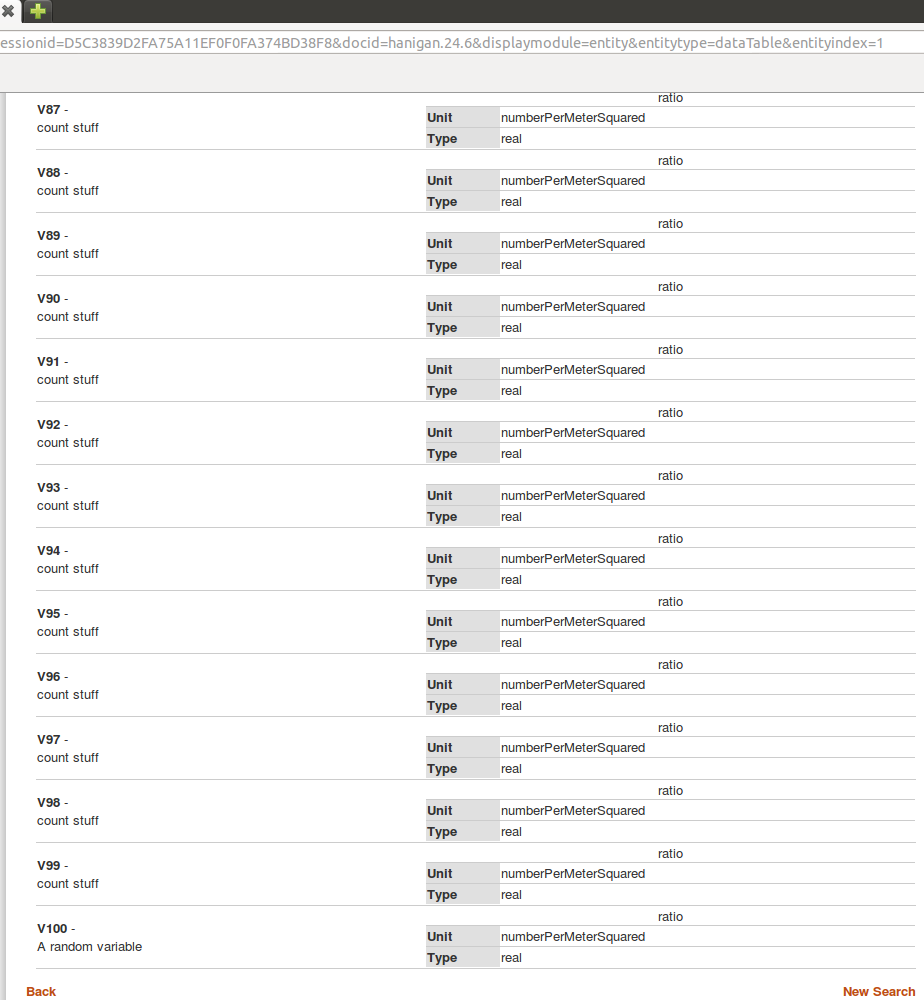 essionid=D5C3839D2FA75A11EF0F0FA374BD38F8&docid=hanigan.24.6&displaymodule=entity&entitytype=dataTable&entityindex=1
ratio
V87 -
count stuff
Unit numberPerMeterSquared
Type real
ratio
V88 -
count stuff
Unit numberPerMeterSquared
Type real
ratio
V89 -
count stuff
Unit numberPerMeterSquared
Type real
ratio
V90 -
count stuff
Unit numberPerMeterSquared
Type real
ratio
V91 -
count stuff
Unit numberPerMeterSquared
Type real
ratio
V92 -
count stuff
Unit numberPerMeterSquared
Type real
ratio
V93 -
count stuff
Unit numberPerMeterSquared
Type real
ratio
V94 -
count stuff
Unit numberPerMeterSquared
Type real
ratio
V95 -
count stuff
Unit numberPerMeterSquared
Type real
ratio
V96 -
count stuff
Unit numberPerMeterSquared
Type real
ratio
V97 -
count stuff
Unit numberPerMeterSquared
Type real
ratio
V98 -
count stuff
Unit numberPerMeterSquared
Type real
ratio
V99 -
count stuff
Unit numberPerMeterSquared
Type real
ratio
V100 -
A random variable
Unit numberPerMeterSquared
Type real
Back New Search